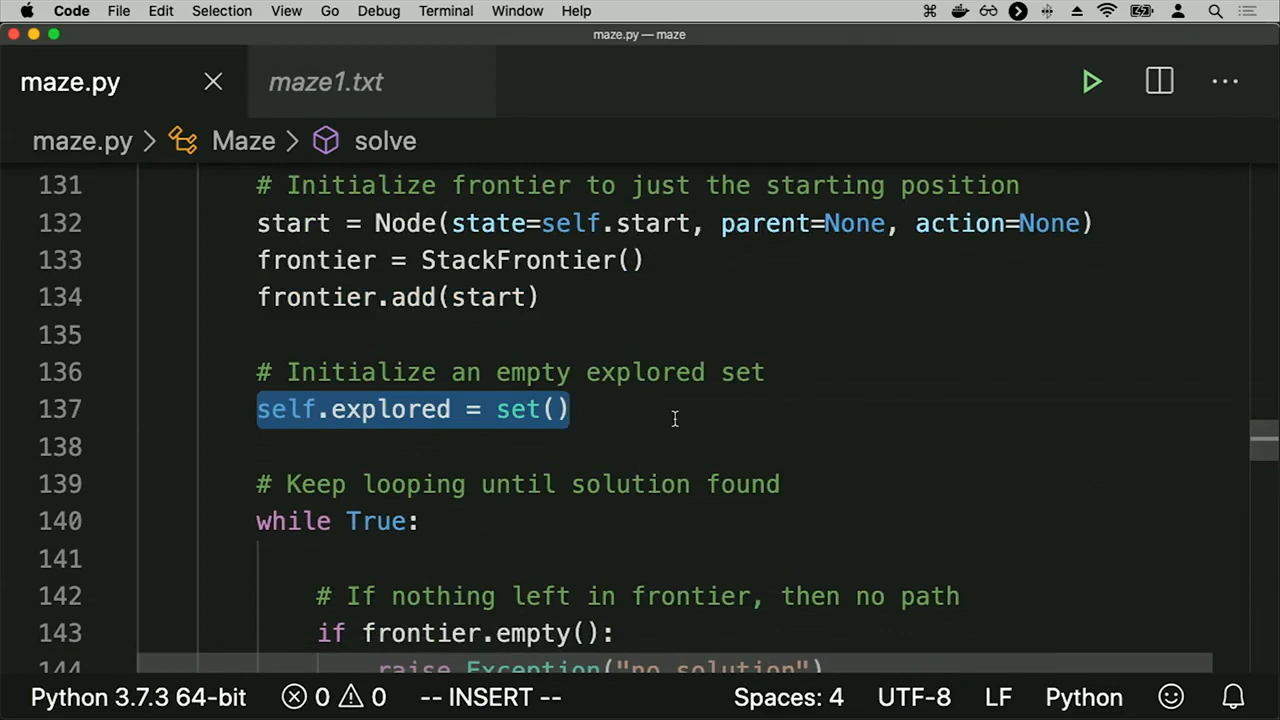 Code File Edit Selection View Go Debug Terminal Window Help
maze.py — maze
maze.py maze1.txt
maze.py > Maze > solve
131 # Initialize frontier to just the starting position
132 start = Node(state=self.start, parent=None, action=None)
133 frontier = StackFrontier()
134 frontier.add(start)
135
136 # Initialize an empty explored set
137 self.explored = set()
138
139 # Keep looping until solution found
140 while True:
141
142 # If nothing left in frontier, then no path
143 if frontier.empty():
144 raise Exception("no solution")
Python 3.7.3 64-bit 0 0 -- INSERT -- Spaces: 4 UTF-8 LF Python